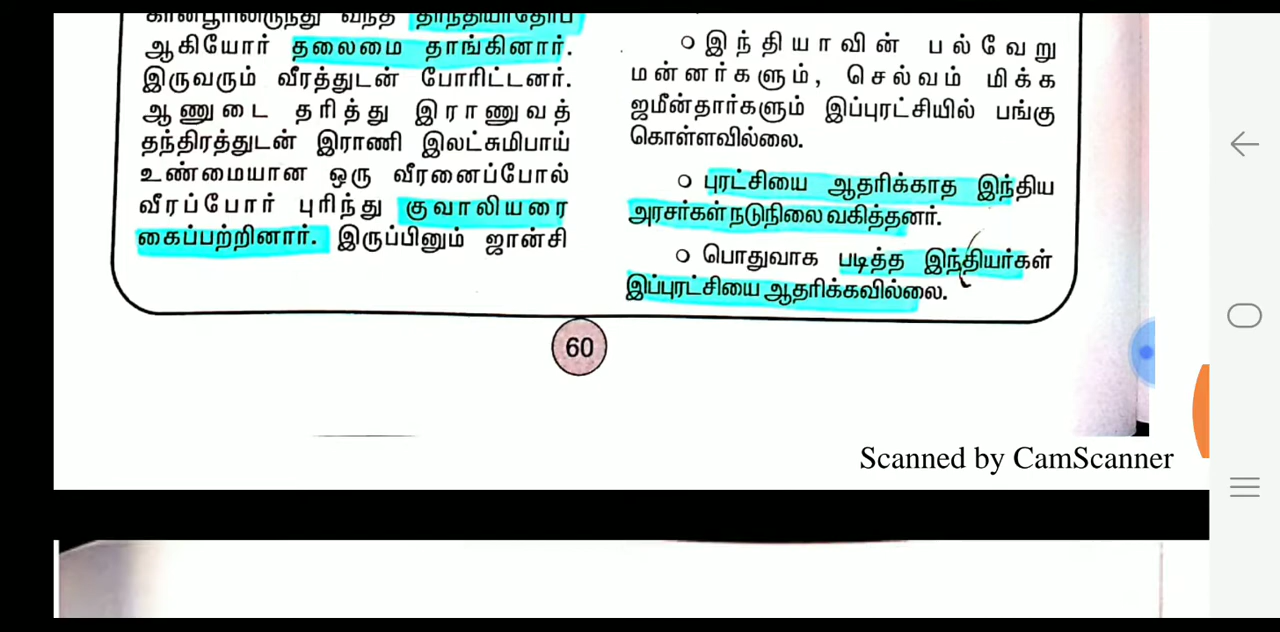 கான்பூரிலிருந்து வந்த தாந்தியாதோப்
ஆகியோர் தலைமை தாங்கினார்.
இருவரும் வீரத்துடன் போரிட்டனர்.
ஆணுடை தரித்து இராணுவத்
தந்திரத்துடன் இராணி இலட்சுமிபாய்
உண்மையான ஒரு வீரனைப்போல்
வீரப்போர் புரிந்து குவாலியரை
கைப்பற்றினார். இருப்பினும் ஜான்சி
இந்தியாவின் பல்வேறு
மன்னர்களும், செல்வம் மிக்க
ஜமீன்தார்களும் இப்புரட்சியில் பங்கு
கொள்ளவில்லை.
புரட்சியை ஆதரிக்காத இந்திய
அரசர்கள் நடுநிலை வகித்தனர்.
பொதுவாக படித்த இந்தியர்கள்
இப்புரட்சியை ஆதரிக்கவில்லை.
60
Scanned by CamScanner